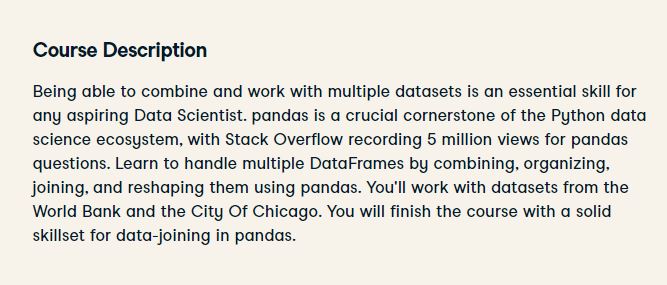 Course Description
Being able to combine and work with multiple datasets is an essential skill for
any aspiring Data Scientist. pandas is a crucial cornerstone of the Python data
science ecosystem, with Stack Overflow recording 5 million views for pandas
questions. Learn to handle multiple DataFrames by combining, organizing,
joining, and reshaping them using pandas. You'll work with datasets from the
World Bank and the City Of Chicago. You will finish the course with a solid
skillset for data-joining in pandas.